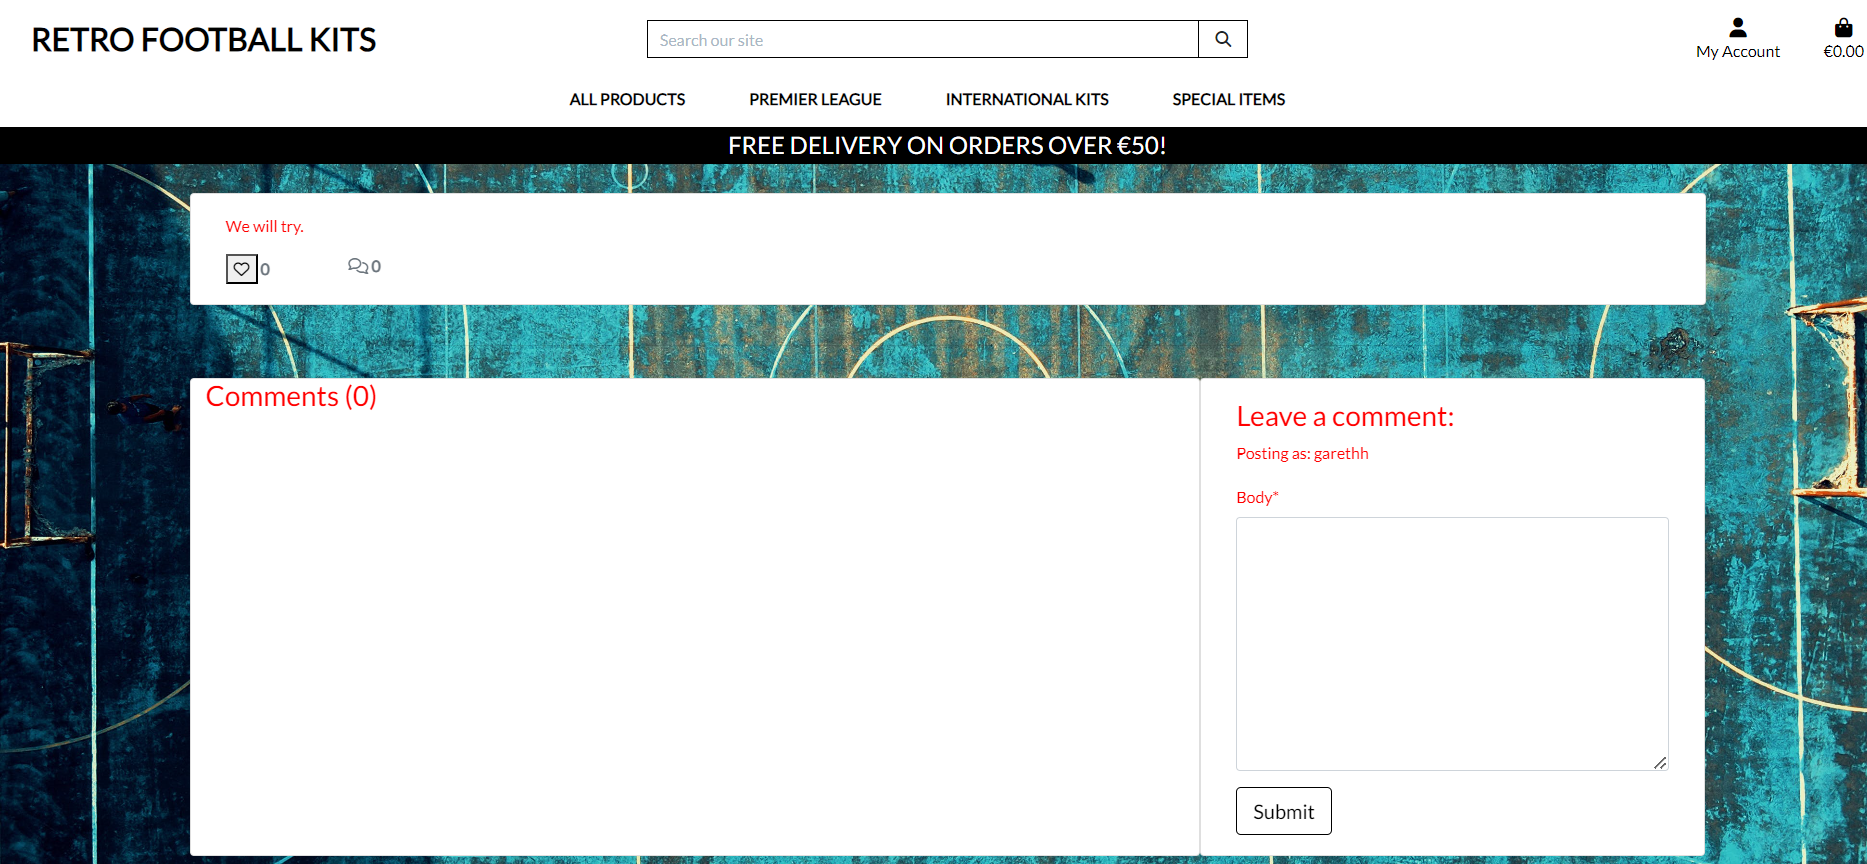 RETRO FOOTBALL KITS
Search our site
My Account
€0.00
ALL PRODUCTS PREMIER LEAGUE INTERNATIONAL KITS SPECIAL ITEMS
FREE DELIVERY ON ORDERS OVER €50!
We will try.
0 0
Comments (0)
Leave a comment:
Posting as: garethh
Body*
Submit